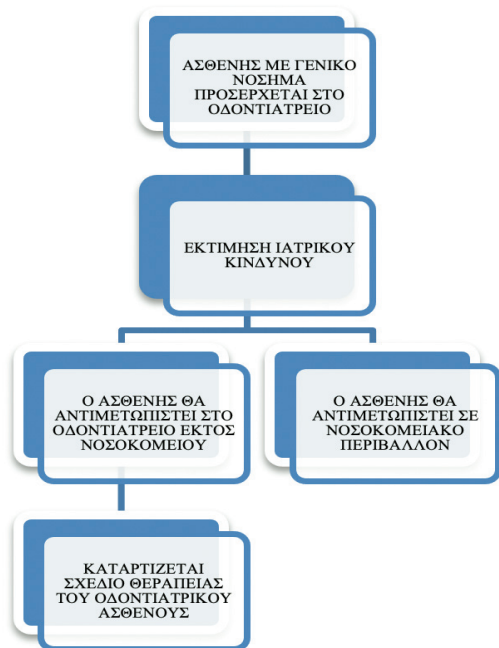 ΑΣΘΕΝΗΣ ΜΕ ΓΕΝΙΚΟ
ΝΟΣΗΜΑ
ΠΡΟΣΕΡΧΕΤΑΙ ΣΤΟ
ΟΔΟΝΤΙΑΤΡΕΙΟ
ΕΚΤΙΜΗΣΗ ΙΑΤΡΙΚΟΥ
ΚΙΝΔΥΝΟΥ
Ο ΑΣΘΕΝΗΣ ΘΑ
ΑΝΤΙΜΕΤΩΠΙΣΤΕΙ ΣΤΟ
ΟΔΟΝΤΙΑΤΡΕΙΟ ΕΚΤΟΣ
ΝΟΣΟΚΟΜΕΙΟΥ
Ο ΑΣΘΕΝΗΣ ΘΑ
ΑΝΤΙΜΕΤΩΠΙΣΤΕΙ ΣΕ
ΝΟΣΟΚΟΜΕΙΑΚΟ
ΠΕΡΙΒΑΛΛΟΝ
ΚΑΤΑΡΤΙΖΕΤΑΙ
ΣΧΕΔΙΟ ΘΕΡΑΠΕΙΑΣ
ΤΟΥ ΟΔΟΝΤΙΑΤΡΙΚΟΥ
ΑΣΘΕΝΟΥΣ